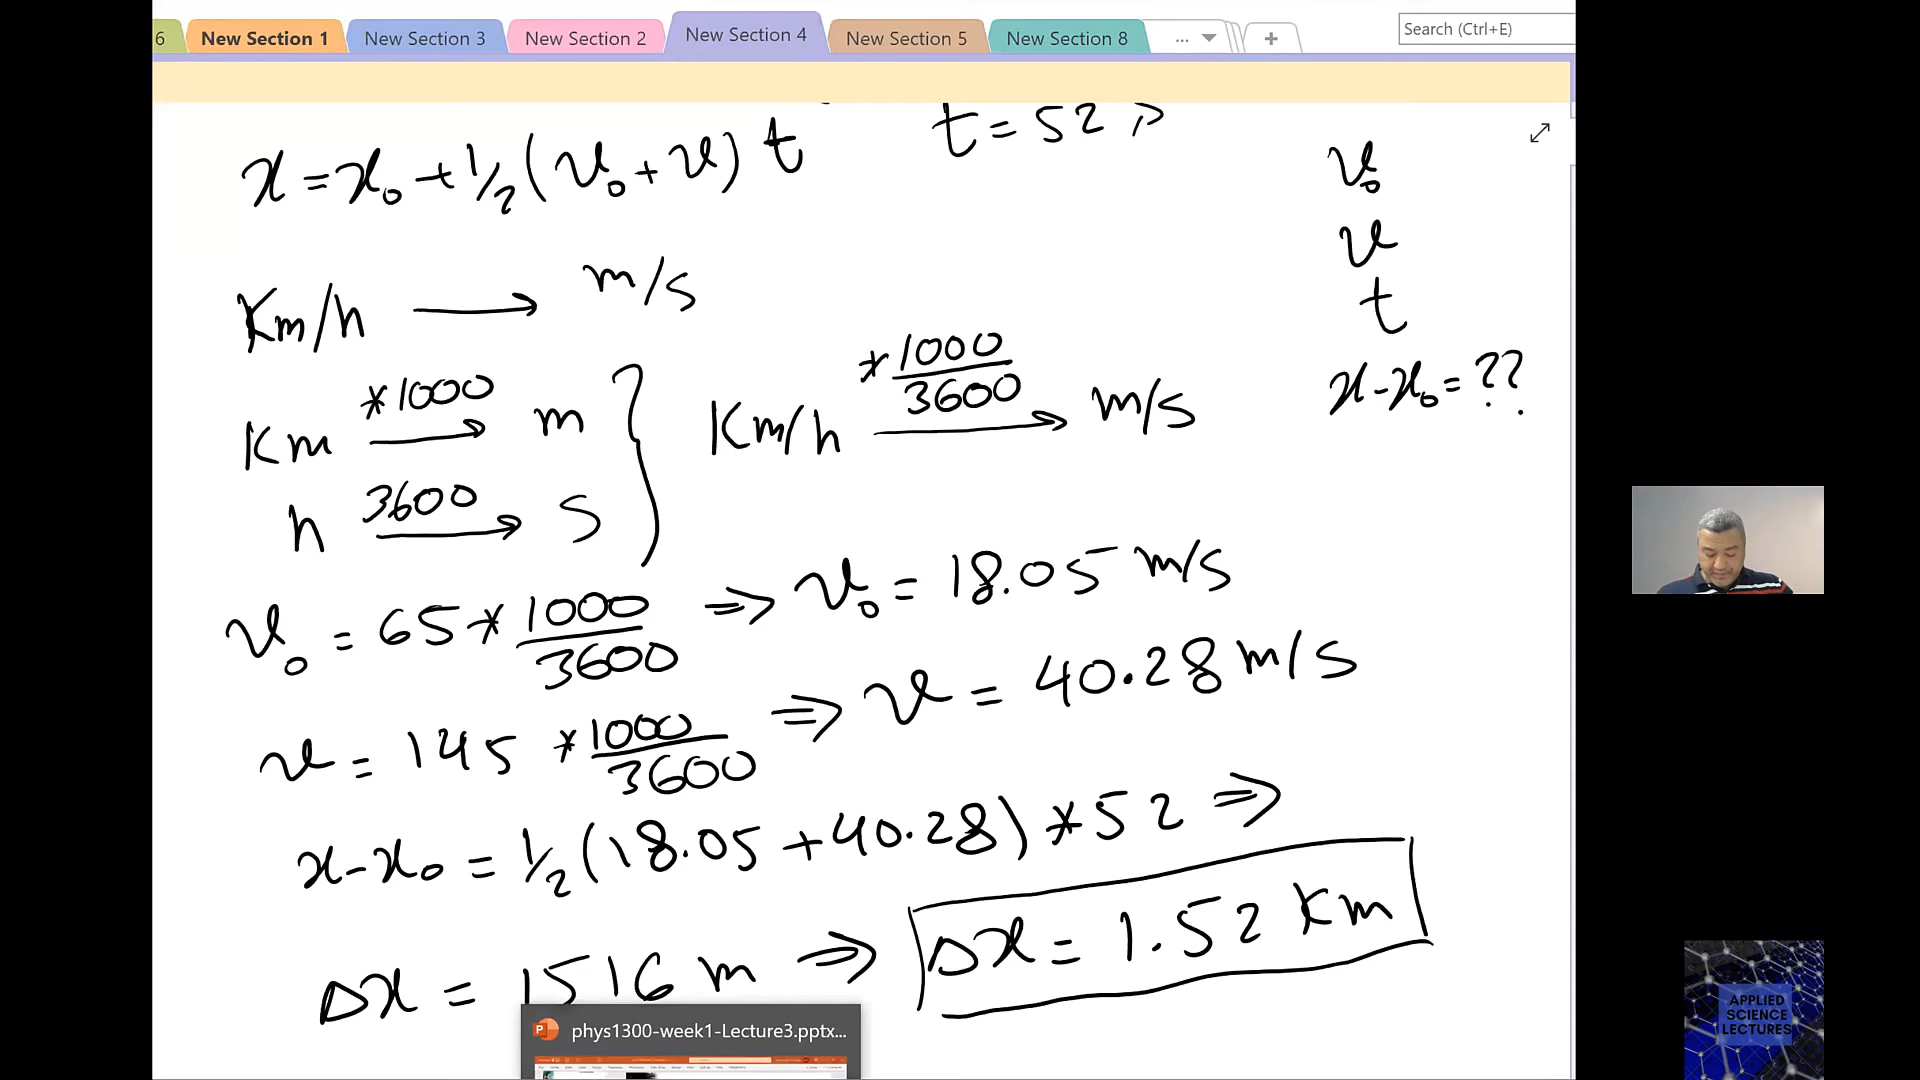 6 New Section 1 New Section 3 New Section 2 New Section 4 New Section 5 New Section 8 ... + Search (Ctrl+E)
x = x₀ + 1/2 (v₀ + v) t
t = 52 s
v₀
v
t
x-x₀ = ??
Km/h → m/s
Km *1000 → m
h 3600 → s
Km/h *1000/3600 → m/s
v₀ = 65 * 1000/3600 ⇒ v₀ = 18.05 m/s
v = 145 * 1000/3600 ⇒ v = 40.28 m/s
x-x₀ = 1/2 (18.05 + 40.28) * 52 ⇒
Δx = 1516 m ⇒ Δx = 1.52 Km
phys1300-week1-Lecture3.pptx...
APPLIED
SCIENCE
LECTURES